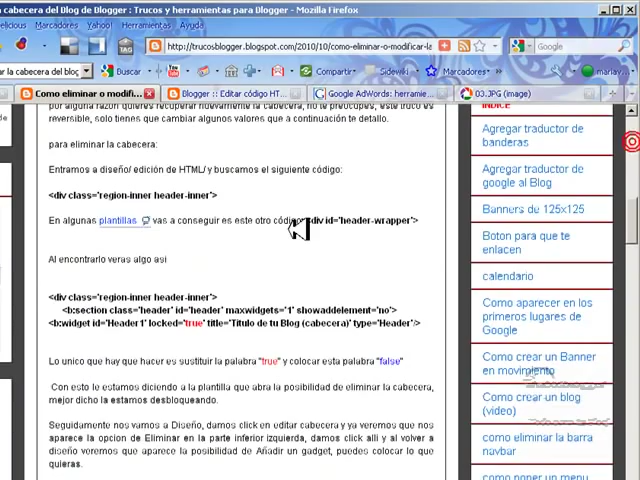 cabecera del Blog de Blogger : Trucos y herramientas para Blogger - Mozilla Firefox
elicious Marcadores Yahoo! Herramientas Ayuda
http://trucosblogger.blogspot.com/2010/10/como-eliminar-o-modificar-la- Google
ar la cabecera del blog Buscar Compartir Sidewiki Marcadores mariav
Como eliminar o modifi... Blogger :: Editar código HT... Google AdWords: herramie... 03.JPG (imagen)
por alguna razón quieres recuperar nuevamente la cabecera, no te preocupes, este truco es
reversible, solo tienes que cambiar algunos valores que a continuación te detallo.
para eliminar la cabecera:
Entramos a diseño/ edición de HTML/ y buscamos el siguiente código:
<div class='region-inner header-inner'>
En algunas plantillas vas a conseguir es este otro código <div id='header-wrapper'>
Al encontrarlo veras algo asi
<div class='region-inner header-inner'>
<b:section class='header' id='header' maxwidgets='1' showaddelement='no'>
<b:widget id='Header1' locked='true' title='Título de tu Blog (cabecera)' type='Header'/>
Lo unico que hay que hacer es sustituir la palabra "true" y colocar esta palabra "false"
Con esto le estamos diciendo a la plantilla que abra la posibilidad de eliminar la cabecera,
mejor dicho la estamos desbloqueando.
Seguidamente nos vamos a Diseño, damos click en editar cabecera y ya veremos que nos
aparece la opcion de Eliminar en la parte inferior izquierda, damos click alli y al volver a
diseño veremos que aparece la posibilidad de Añadir un gadget, puedes colocar lo que
quieras.
INDICE
Agregar traductor de
banderas
Agregar traductor de
google al Blog
Banners de 125x125
Boton para que te
enlacen
calendario
Como aparecer en los
primeros lugares de
Google
Como crear un Banner
en movimiento
Como crear un blog
(video)
como eliminar la barra
navbar
como poner un menu